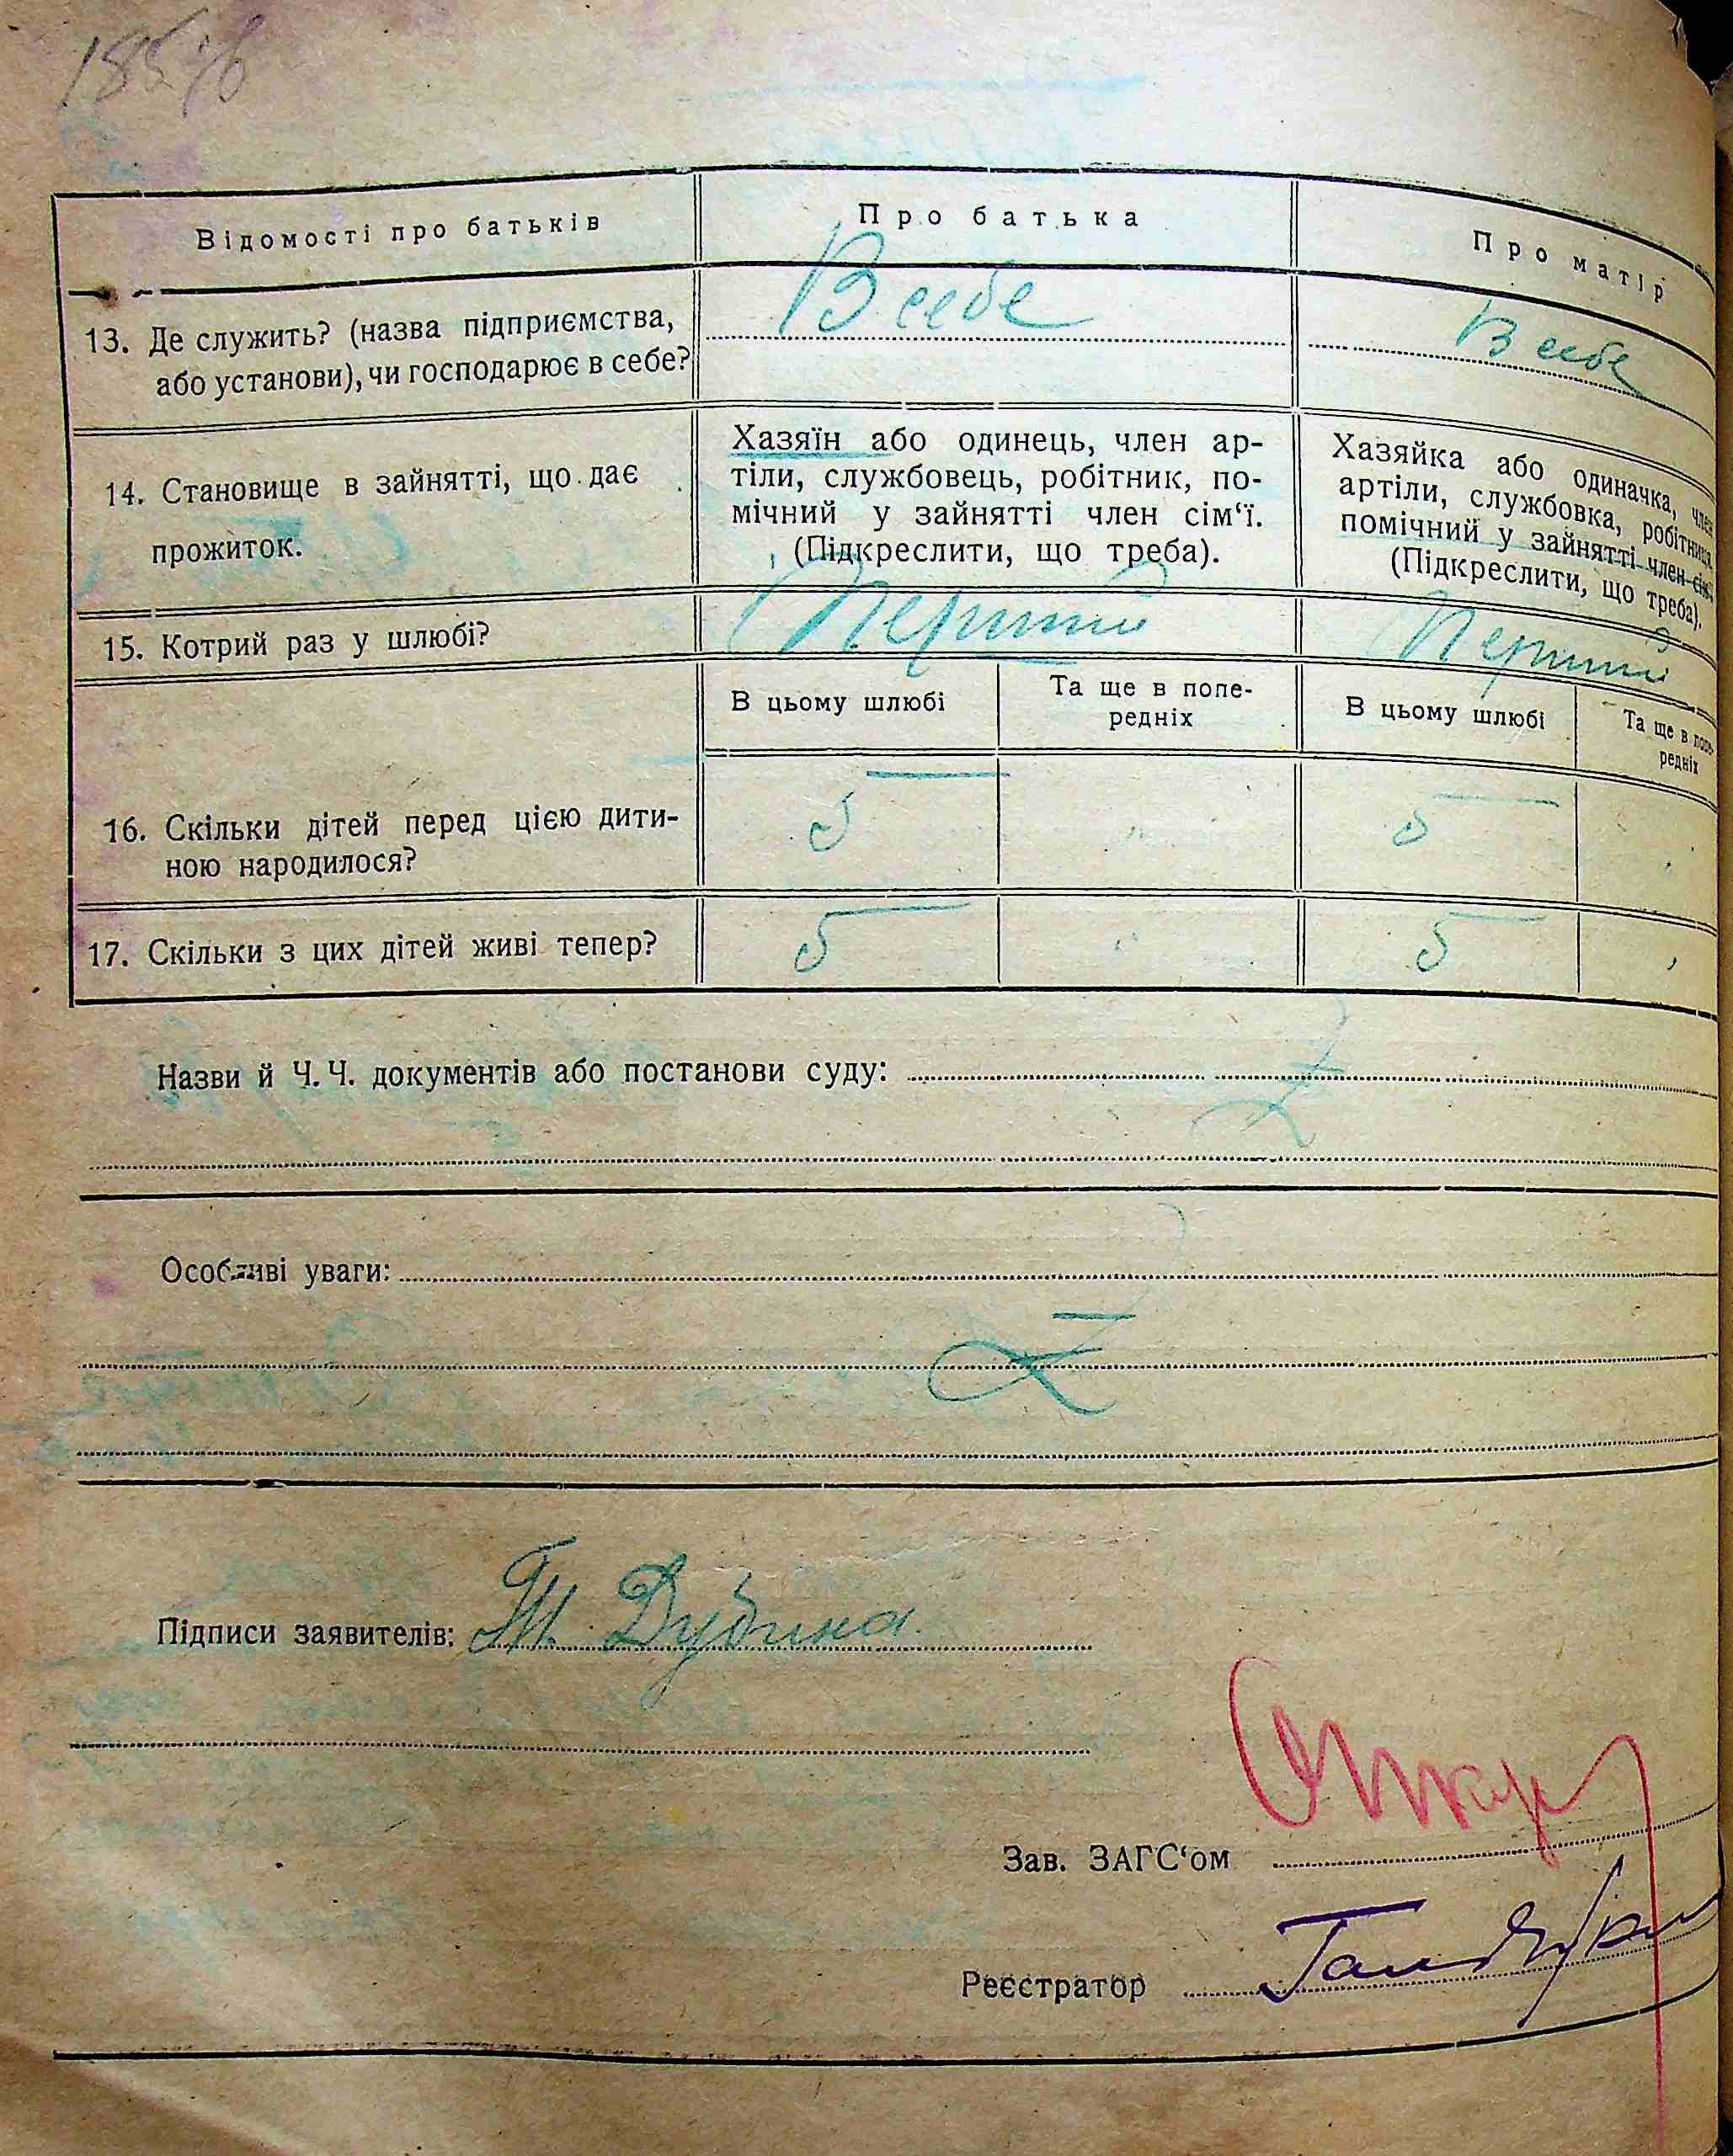 185/6
Відомості про батьків
Про батька
Про матір
13. Де служить? (назва підприємства,
або установи), чи господарює в себе?
В себе
В себе
14. Становище в зайнятті, що дає
прожиток.
Хазяїн або одинець, член ар-
тіли, службовець, робітник, по-
мічний у зайнятті член сім‘ї.
(Підкреслити, що треба).
Хазяйка або одиначка, член
артіли, службовка, робітниця,
помічний у зайнятті член сім‘ї
(Підкреслити, що треба).
15. Котрий раз у шлюбі?
Перший
Перший
В цьому шлюбі
Та ще в попе-
редніх
В цьому шлюбі
Та ще в попе-
редніх
16. Скільки дітей перед цією дити-
ною народилося?
5
"
5
17. Скільки з цих дітей живі тепер?
5
"
5
Назви й Ч. Ч. документів або постанови суду:
Особливі уваги:
Підписи заявителів: Т. Дубина
Зав. ЗАГС‘ом
Реєстратор